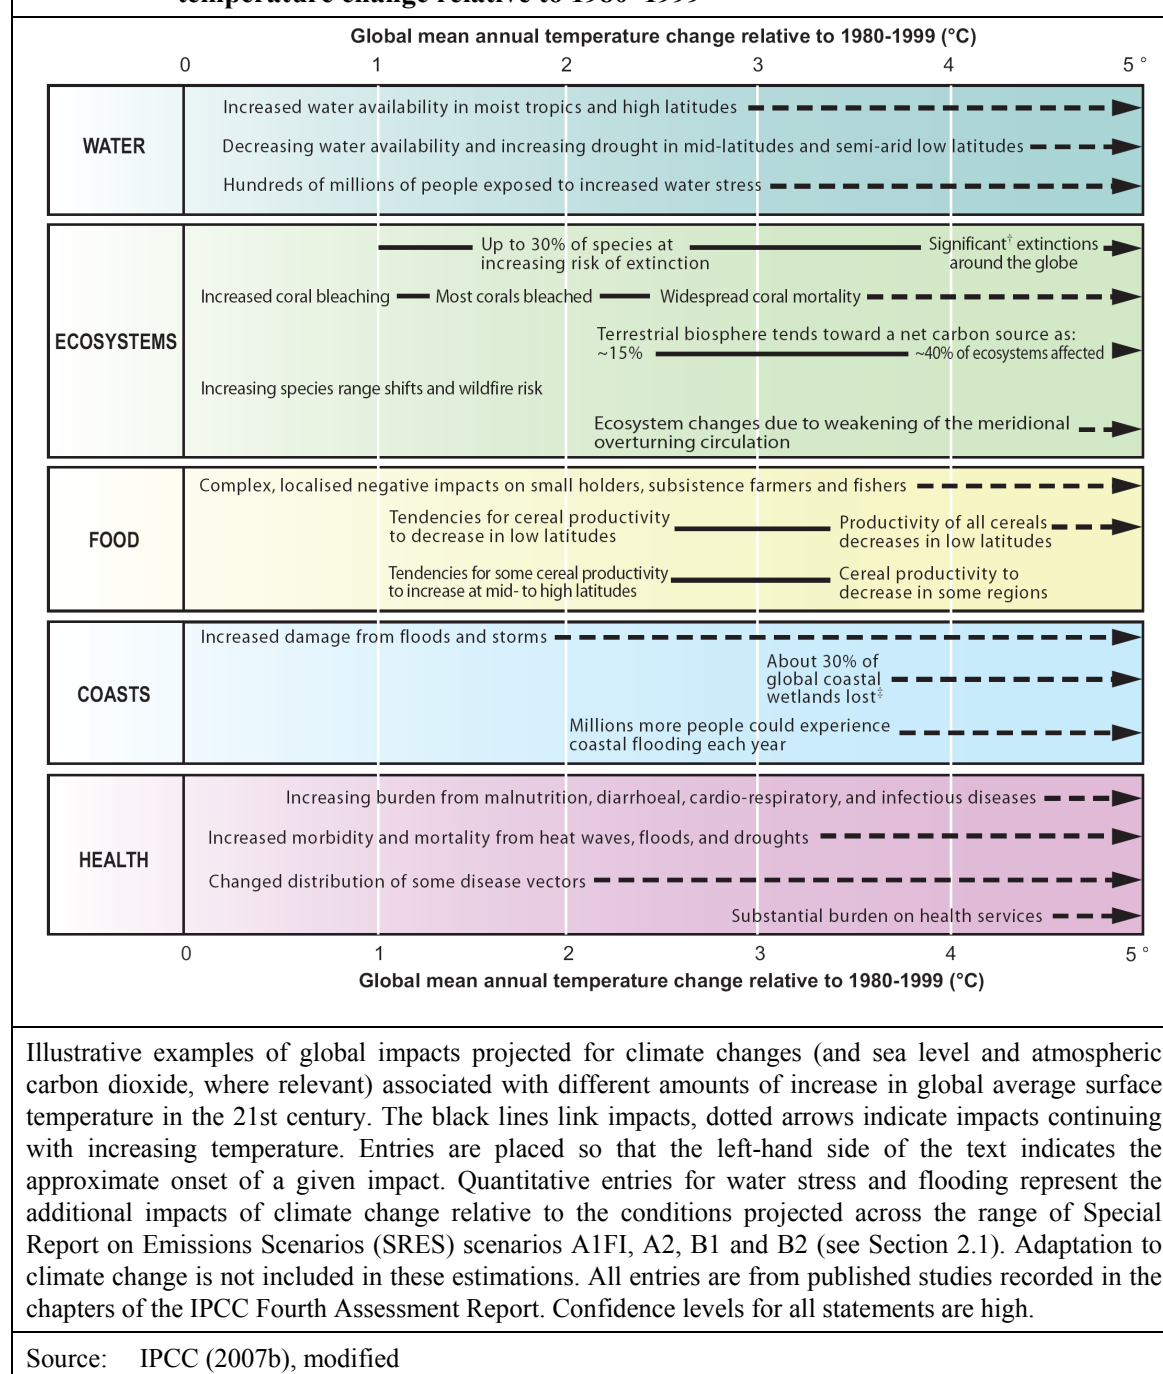 temperature change relative to 1980–1999
Global mean annual temperature change relative to 1980-1999 (°C)
0 1 2 3 4 5 °
WATER
Increased water availability in moist tropics and high latitudes
Decreasing water availability and increasing drought in mid-latitudes and semi-arid low latitudes
Hundreds of millions of people exposed to increased water stress
ECOSYSTEMS
Up to 30% of species at
increasing risk of extinction
Significant† extinctions
around the globe
Increased coral bleaching Most corals bleached Widespread coral mortality
Terrestrial biosphere tends toward a net carbon source as:
~15% ~40% of ecosystems affected
Increasing species range shifts and wildfire risk
Ecosystem changes due to weakening of the meridional
overturning circulation
FOOD
Complex, localised negative impacts on small holders, subsistence farmers and fishers
Tendencies for cereal productivity
to decrease in low latitudes
Productivity of all cereals
decreases in low latitudes
Tendencies for some cereal productivity
to increase at mid- to high latitudes
Cereal productivity to
decrease in some regions
COASTS
Increased damage from floods and storms
About 30% of
global coastal
wetlands lost‡
Millions more people could experience
coastal flooding each year
HEALTH
Increasing burden from malnutrition, diarrhoeal, cardio-respiratory, and infectious diseases
Increased morbidity and mortality from heat waves, floods, and droughts
Changed distribution of some disease vectors
Substantial burden on health services
0 1 2 3 4 5 °
Global mean annual temperature change relative to 1980-1999 (°C)
Illustrative examples of global impacts projected for climate changes (and sea level and atmospheric
carbon dioxide, where relevant) associated with different amounts of increase in global average surface
temperature in the 21st century. The black lines link impacts, dotted arrows indicate impacts continuing
with increasing temperature. Entries are placed so that the left-hand side of the text indicates the
approximate onset of a given impact. Quantitative entries for water stress and flooding represent the
additional impacts of climate change relative to the conditions projected across the range of Special
Report on Emissions Scenarios (SRES) scenarios A1FI, A2, B1 and B2 (see Section 2.1). Adaptation to
climate change is not included in these estimations. All entries are from published studies recorded in the
chapters of the IPCC Fourth Assessment Report. Confidence levels for all statements are high.
Source: IPCC (2007b), modified